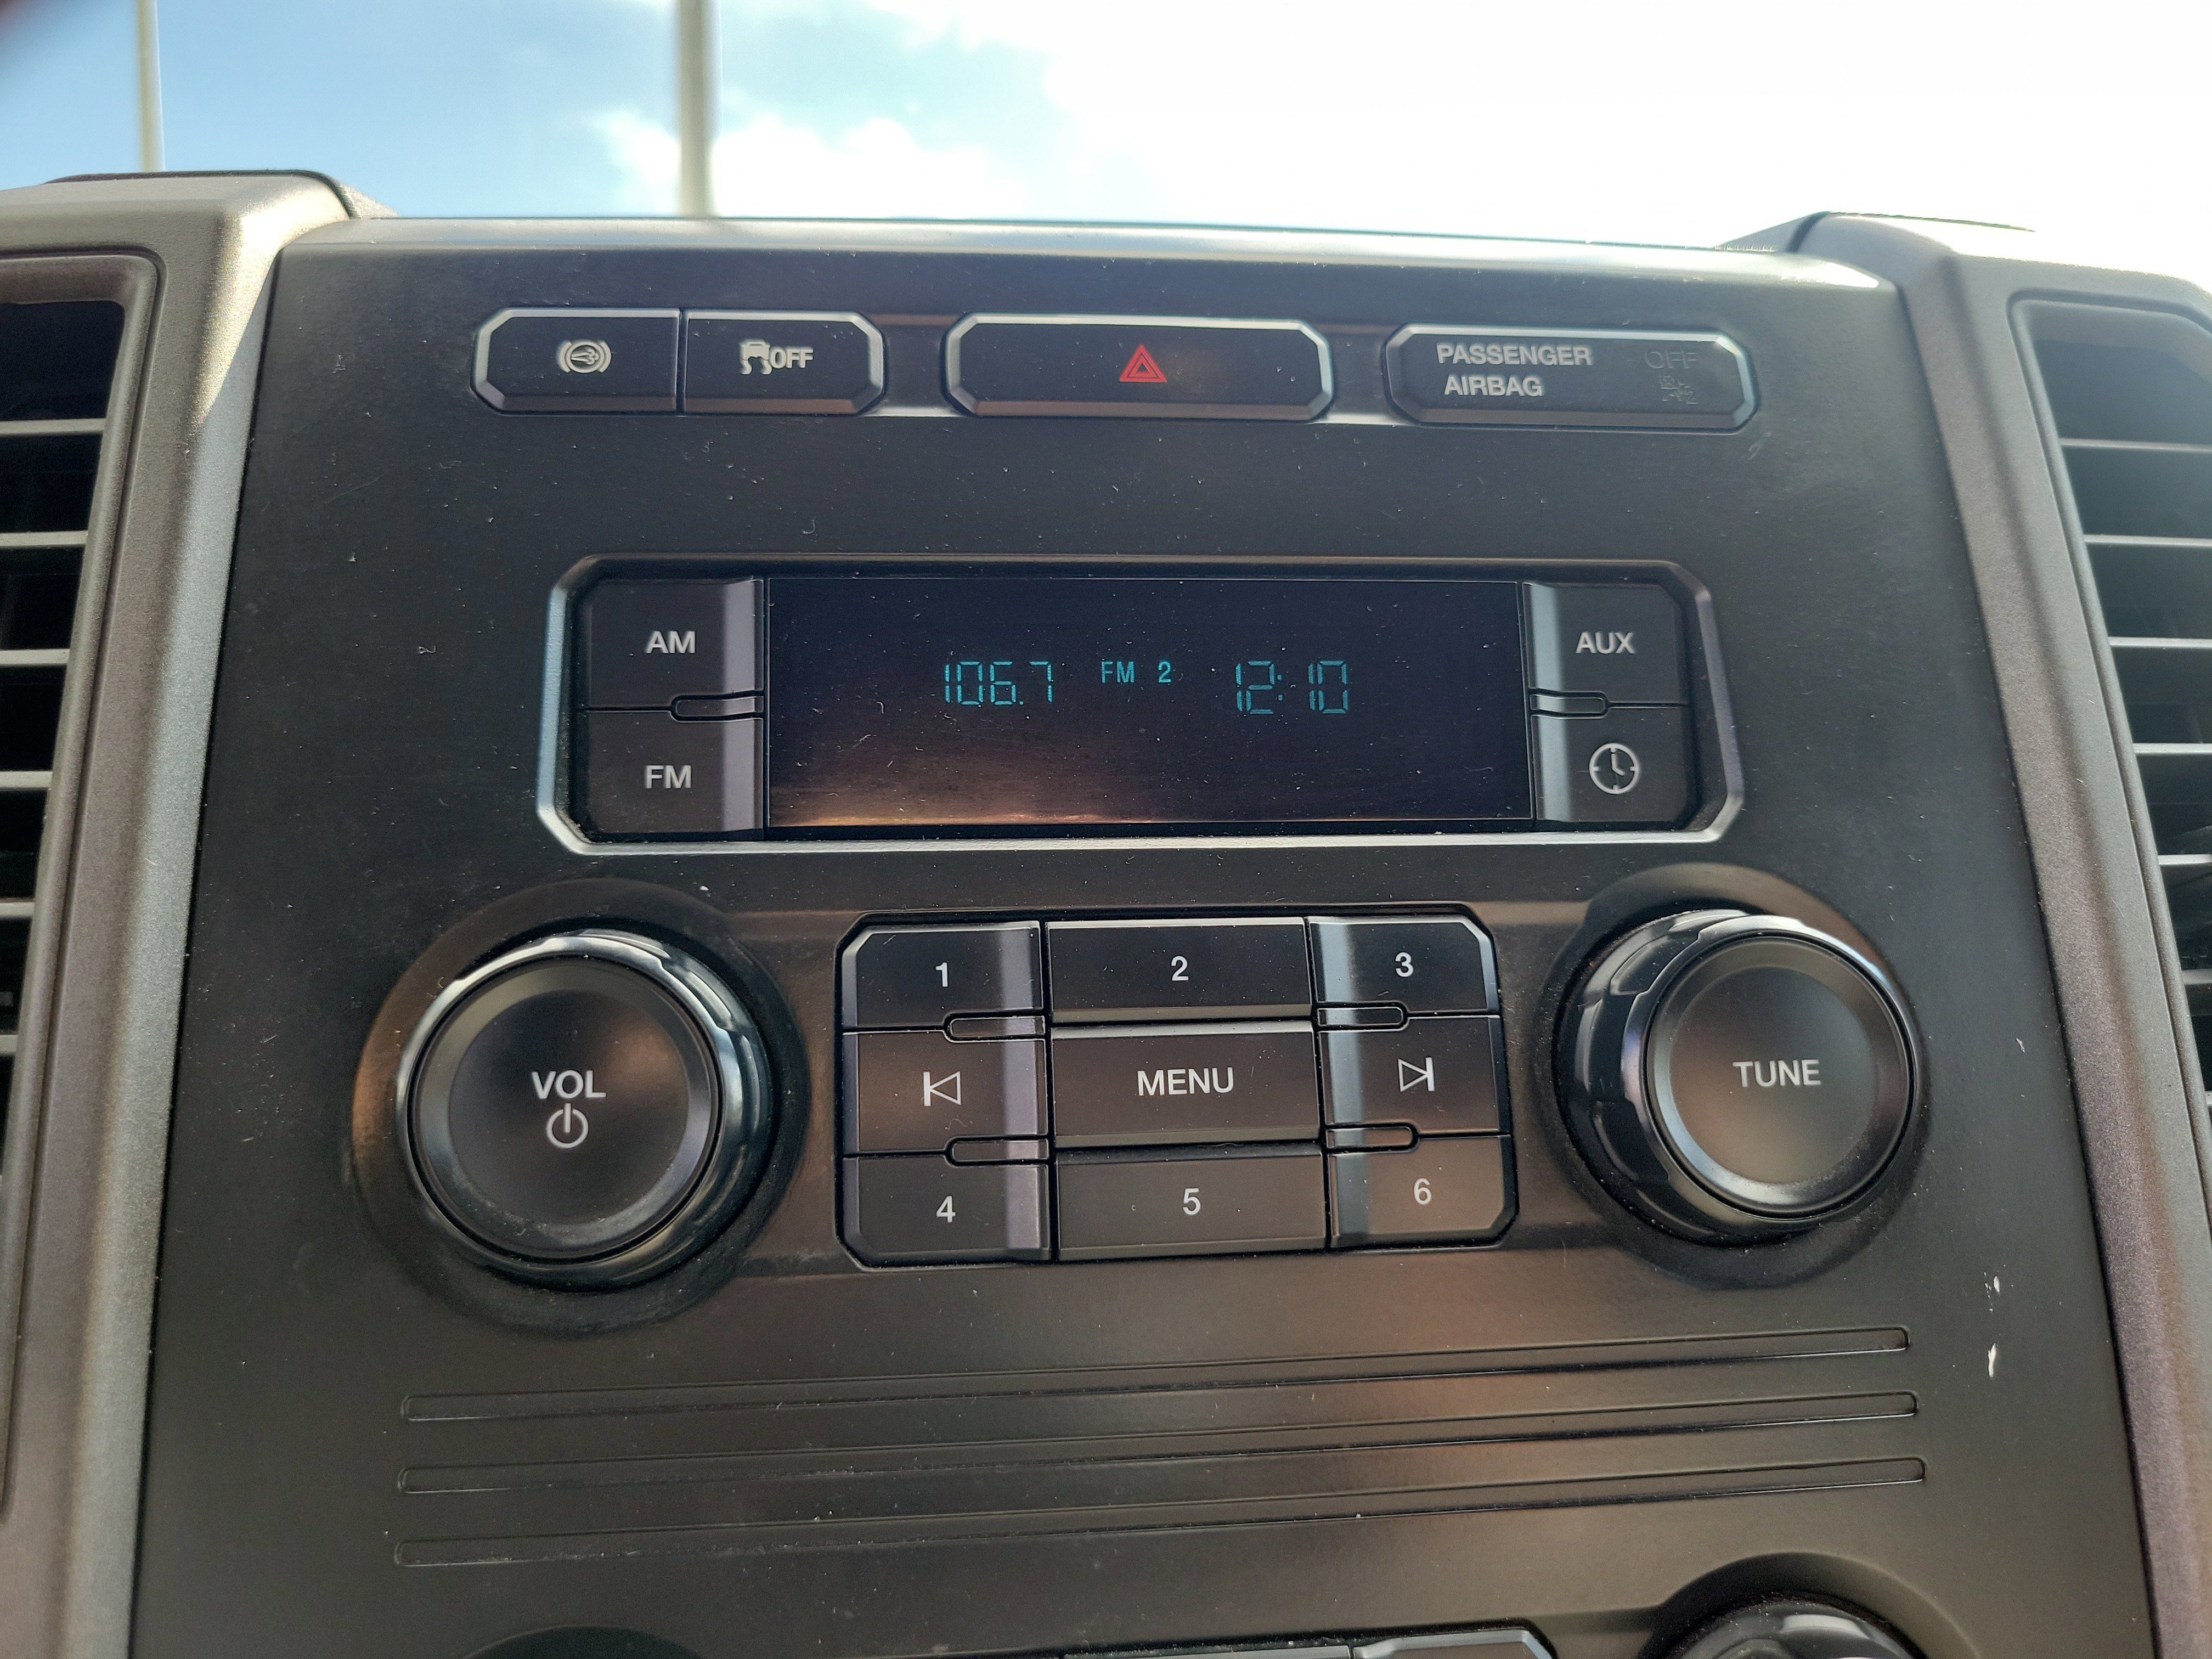 OFF
PASSENGER OFF
AIRBAG
AM
106.7 FM 2 12:10
AUX
FM
1 2 3
VOL
MENU
TUNE
4 5 6